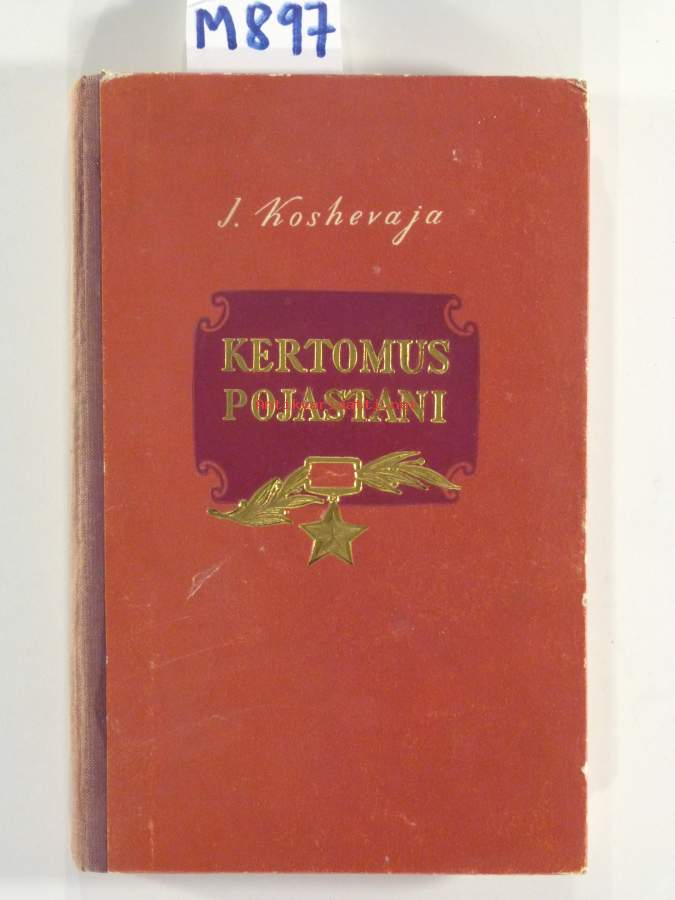 M897
J. Koshevaja
KERTOMUS
POJASTANI